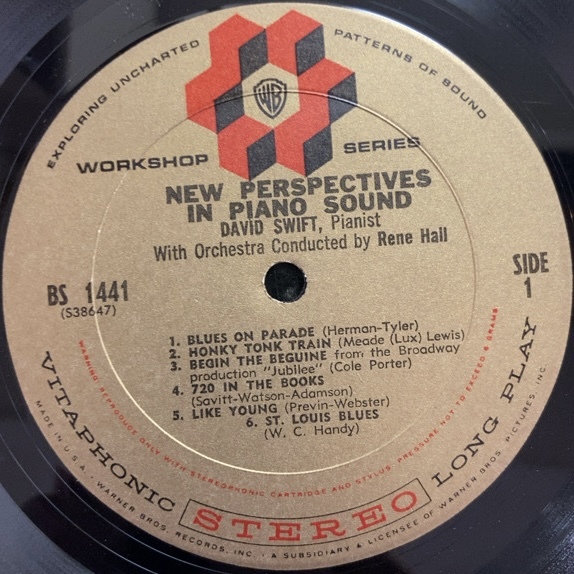 EXPLORING UNCHARTED PATTERNS OF SOUND
WB
WORKSHOP SERIES
NEW PERSPECTIVES
IN PIANO SOUND
DAVID SWIFT, Pianist
With Orchestra Conducted by Rene Hall
BS 1441
(S38647)
SIDE
1
1. BLUES ON PARADE (Herman-Tyler)
2. HONKY TONK TRAIN (Meade (Lux) Lewis)
3. BEGIN THE BEGUINE from the Broadway
production "Jubilee" (Cole Porter)
4. 720 IN THE BOOKS
(Savitt-Watson-Adamson)
5. LIKE YOUNG (Previn-Webster)
6. ST. LOUIS BLUES
(W. C. Handy)
WARNING: REPRODUCE ONLY WITH STEREOPHONIC CARTRIDGE AND STYLUS. PRESSURE NOT TO EXCEED 6 GRAMS
VITAPHONIC STEREO LONG PLAY
MADE IN U.S.A. • WARNER BROS. RECORDS, INC. • A SUBSIDIARY & LICENSEE OF WARNER BROS. PICTURES, INC.